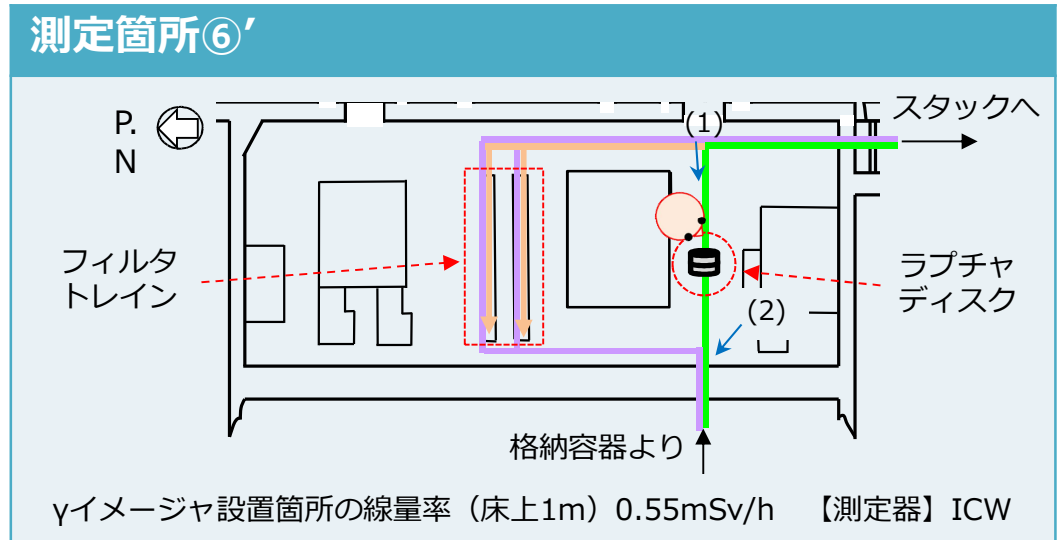 測定箇所⑥’
P.
N
(1)
スタックへ
フィルタ
トレイン
ラプチャ
ディスク
(2)
格納容器より
γイメージャ設置箇所の線量率（床上1m）0.55mSv/h　【測定器】ICW